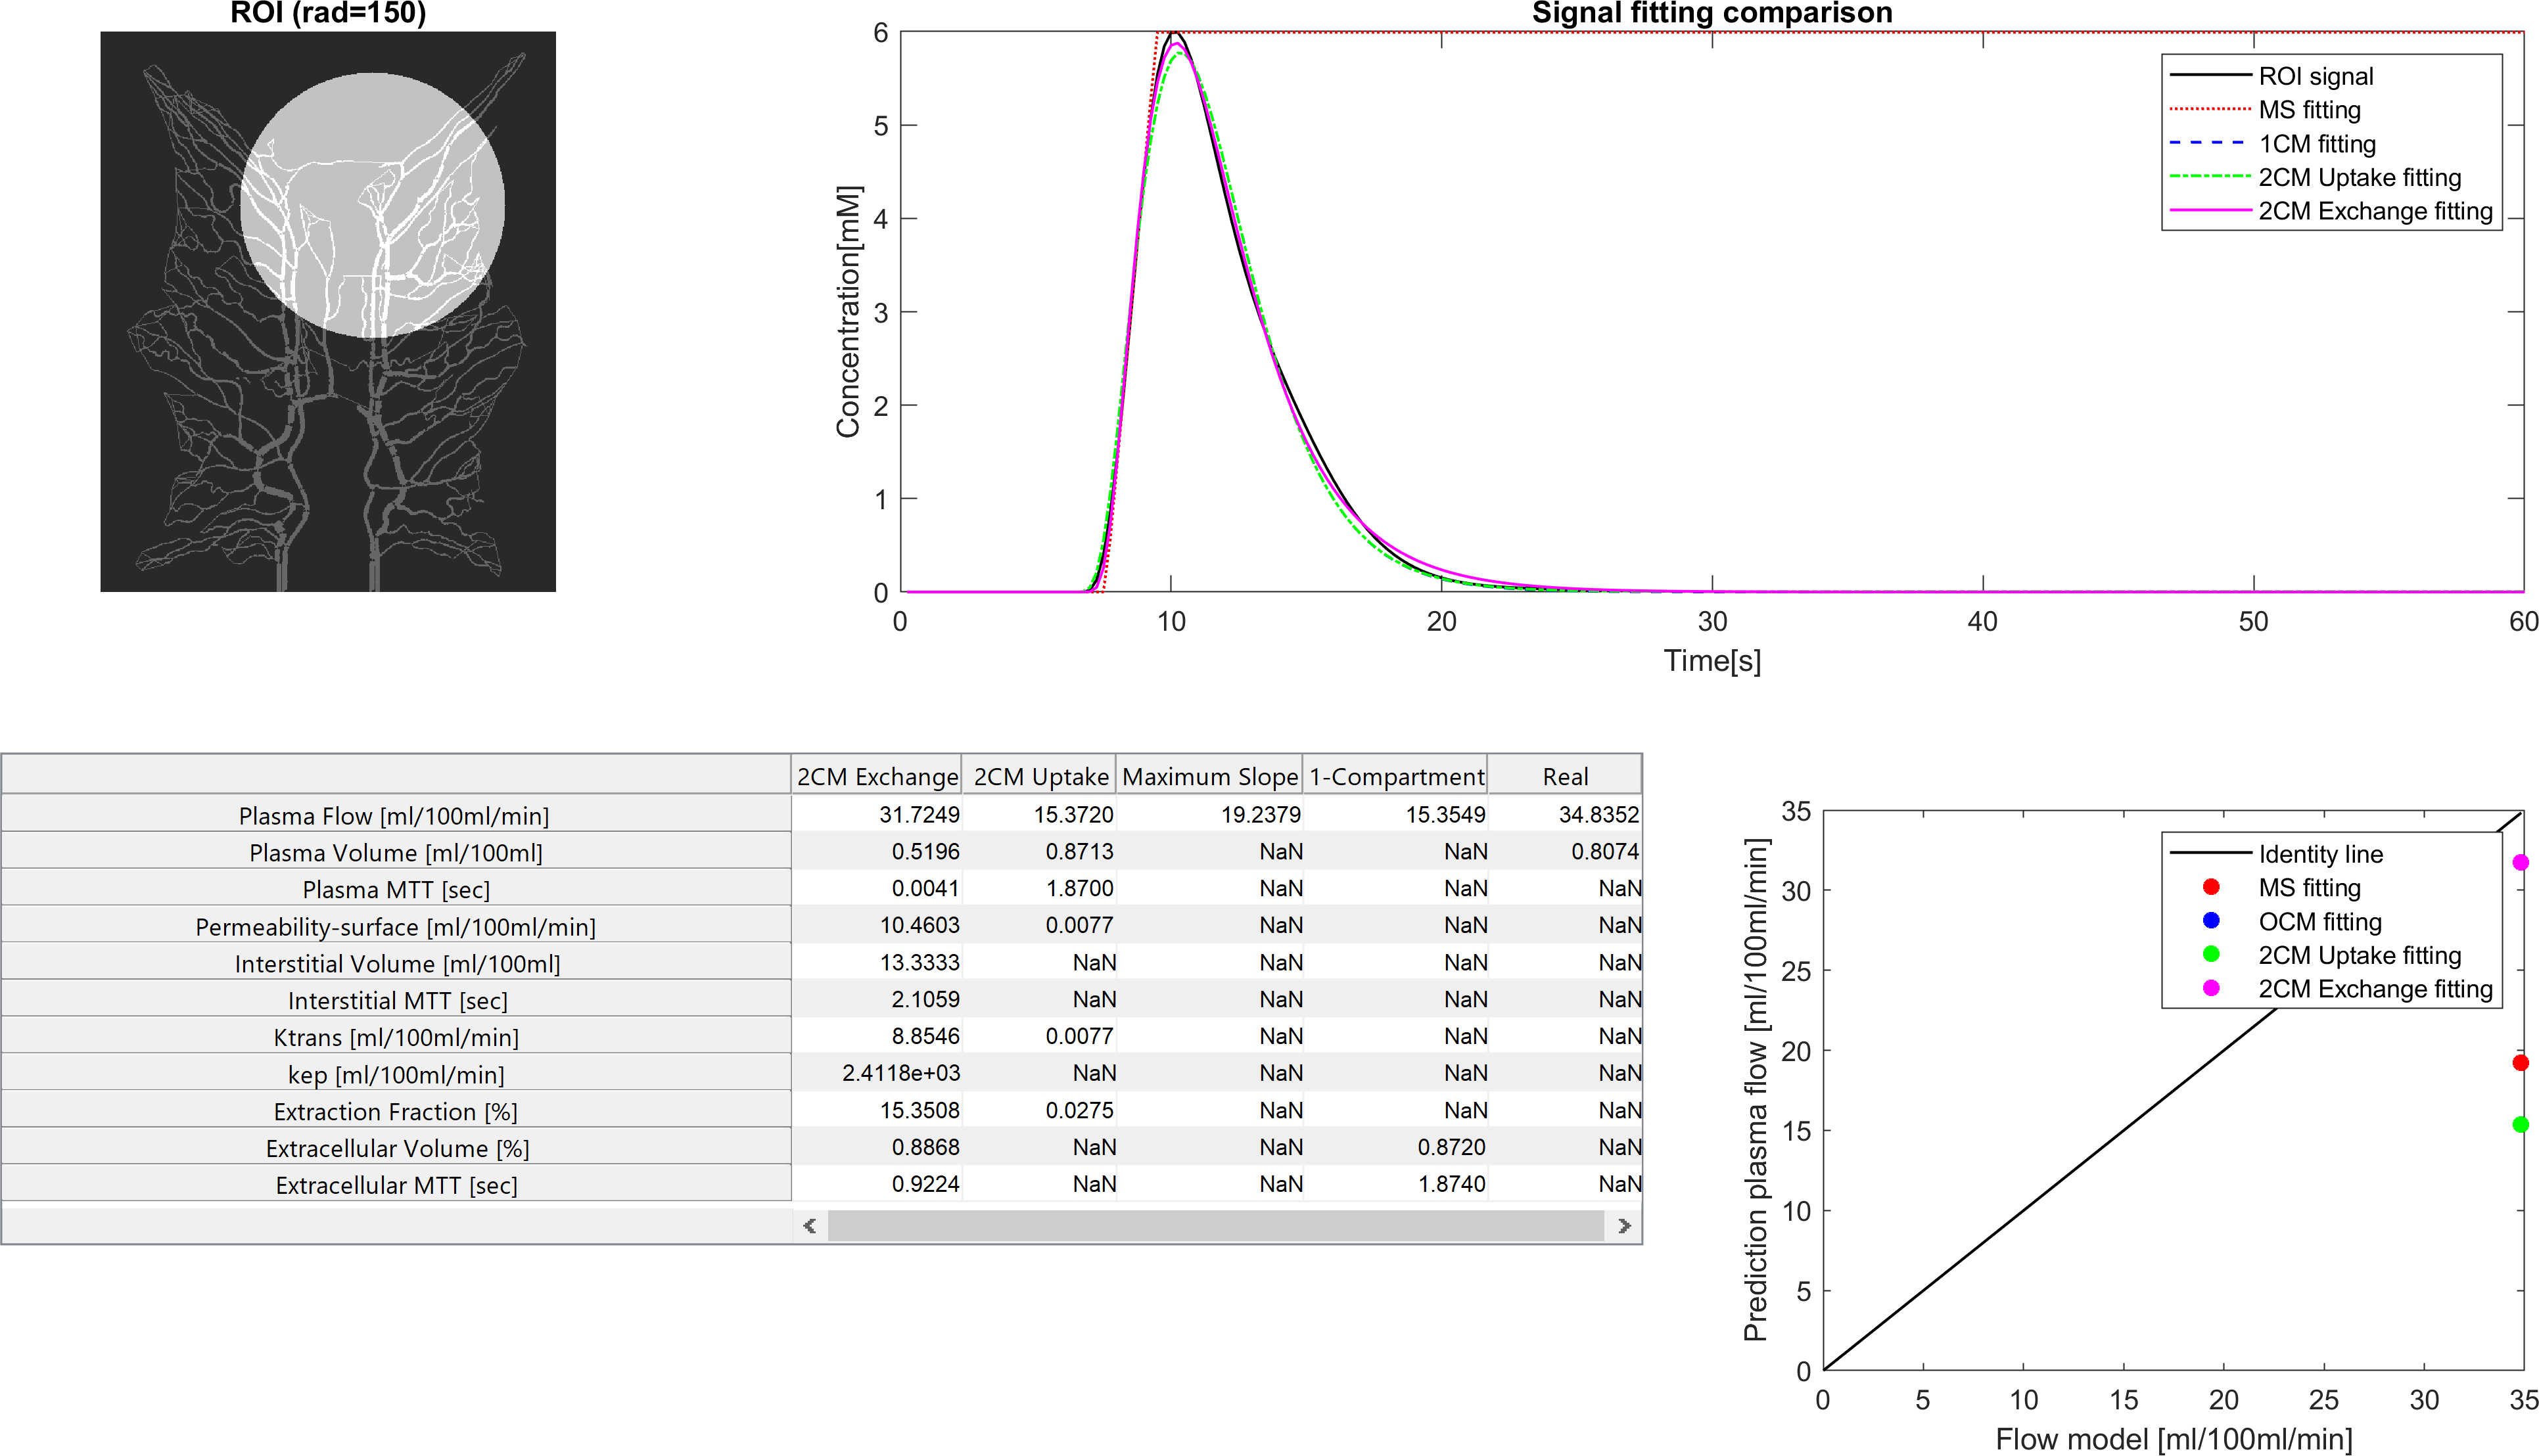 ROI (rad=150)
Signal fitting comparison
Concentration[mM]
6
5
4
3
2
1
0
0 10 20 30 40 50 60
Time[s]
ROI signal
MS fitting
1CM fitting
2CM Uptake fitting
2CM Exchange fitting
2CM Exchange 2CM Uptake Maximum Slope 1-Compartment Real
Plasma Flow [ml/100ml/min] 31.7249 15.3720 19.2379 15.3549 34.8352
Plasma Volume [ml/100ml] 0.5196 0.8713 NaN NaN 0.8074
Plasma MTT [sec] 0.0041 1.8700 NaN NaN NaN
Permeability-surface [ml/100ml/min] 10.4603 0.0077 NaN NaN NaN
Interstitial Volume [ml/100ml] 13.3333 NaN NaN NaN NaN
Interstitial MTT [sec] 2.1059 NaN NaN NaN NaN
Ktrans [ml/100ml/min] 8.8546 0.0077 NaN NaN NaN
kep [ml/100ml/min] 2.4118e+03 NaN NaN NaN NaN
Extraction Fraction [%] 15.3508 0.0275 NaN NaN NaN
Extracellular Volume [%] 0.8868 NaN NaN 0.8720 NaN
Extracellular MTT [sec] 0.9224 NaN NaN 1.8740 NaN
Prediction plasma flow [ml/100ml/min]
35
30
25
20
15
10
5
0
0 5 10 15 20 25 30 35
Flow model [ml/100ml/min]
Identity line
MS fitting
OCM fitting
2CM Uptake fitting
2CM Exchange fitting